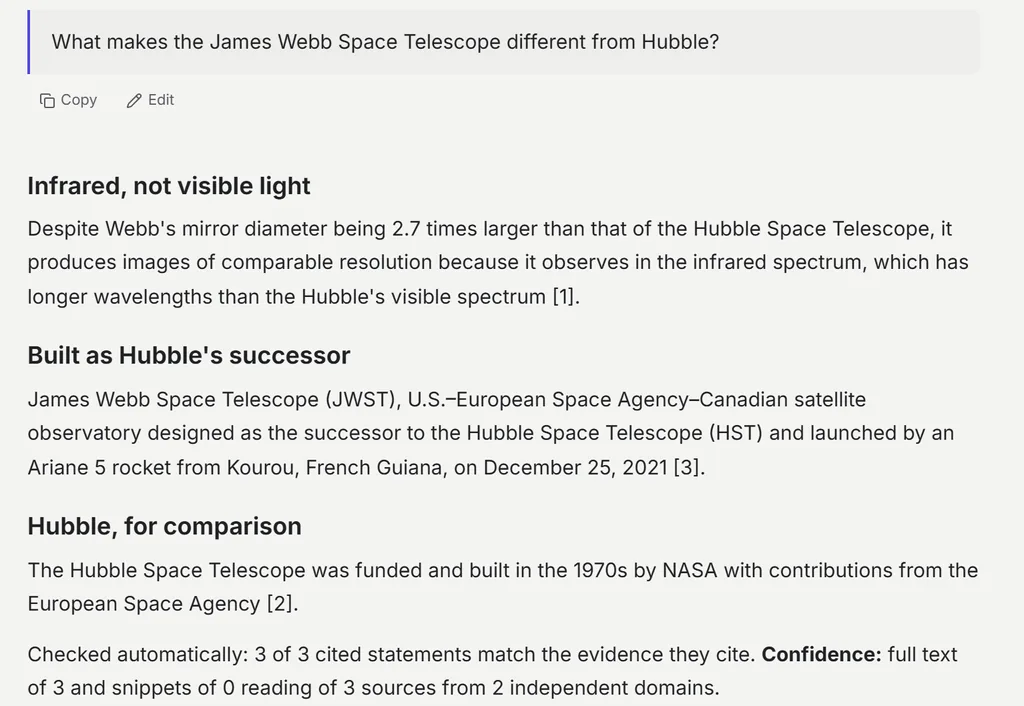 What makes the James Webb Space Telescope different from Hubble?
Copy Edit
Infrared, not visible light
Despite Webb's mirror diameter being 2.7 times larger than that of the Hubble Space Telescope, it
produces images of comparable resolution because it observes in the infrared spectrum, which has
longer wavelengths than the Hubble's visible spectrum [1].
Built as Hubble's successor
James Webb Space Telescope (JWST), U.S.–European Space Agency–Canadian satellite
observatory designed as the successor to the Hubble Space Telescope (HST) and launched by an
Ariane 5 rocket from Kourou, French Guiana, on December 25, 2021 [3].
Hubble, for comparison
The Hubble Space Telescope was funded and built in the 1970s by NASA with contributions from the
European Space Agency [2].
Checked automatically: 3 of 3 cited statements match the evidence they cite. Confidence: full text
of 3 and snippets of 0 reading of 3 sources from 2 independent domains.